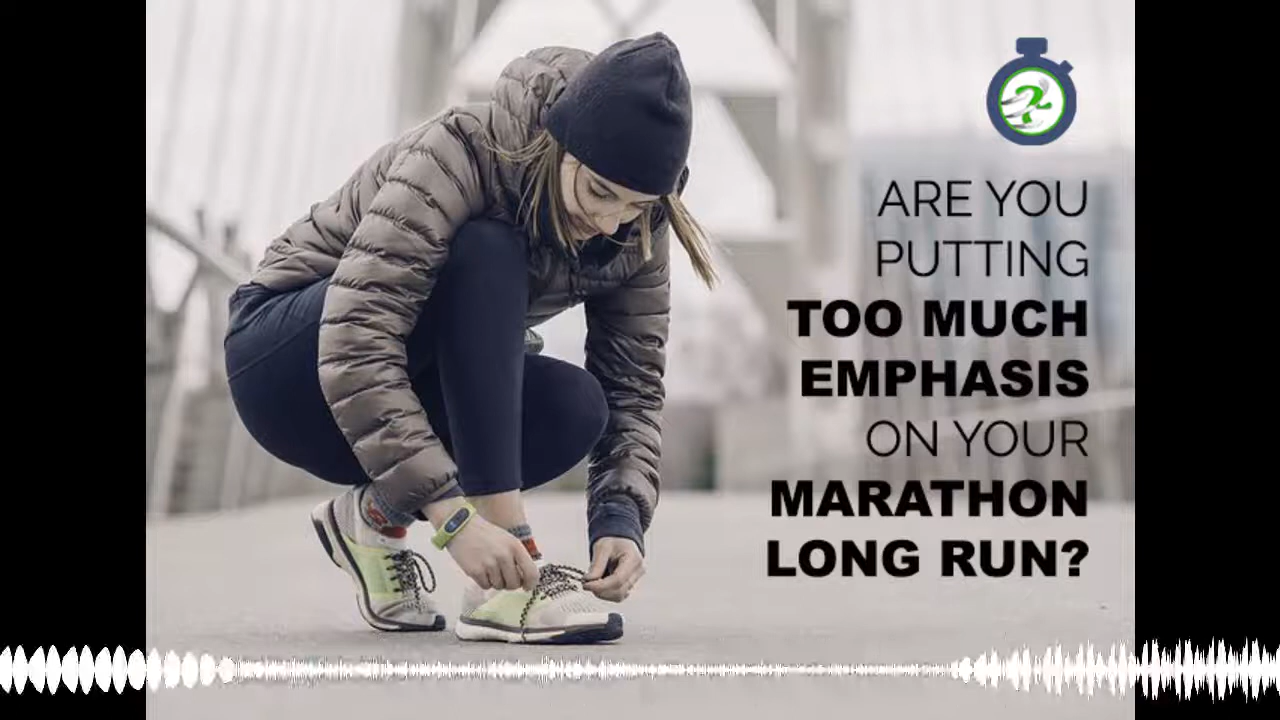 ARE YOU
PUTTING
TOO MUCH
EMPHASIS
ON YOUR
MARATHON
LONG RUN?